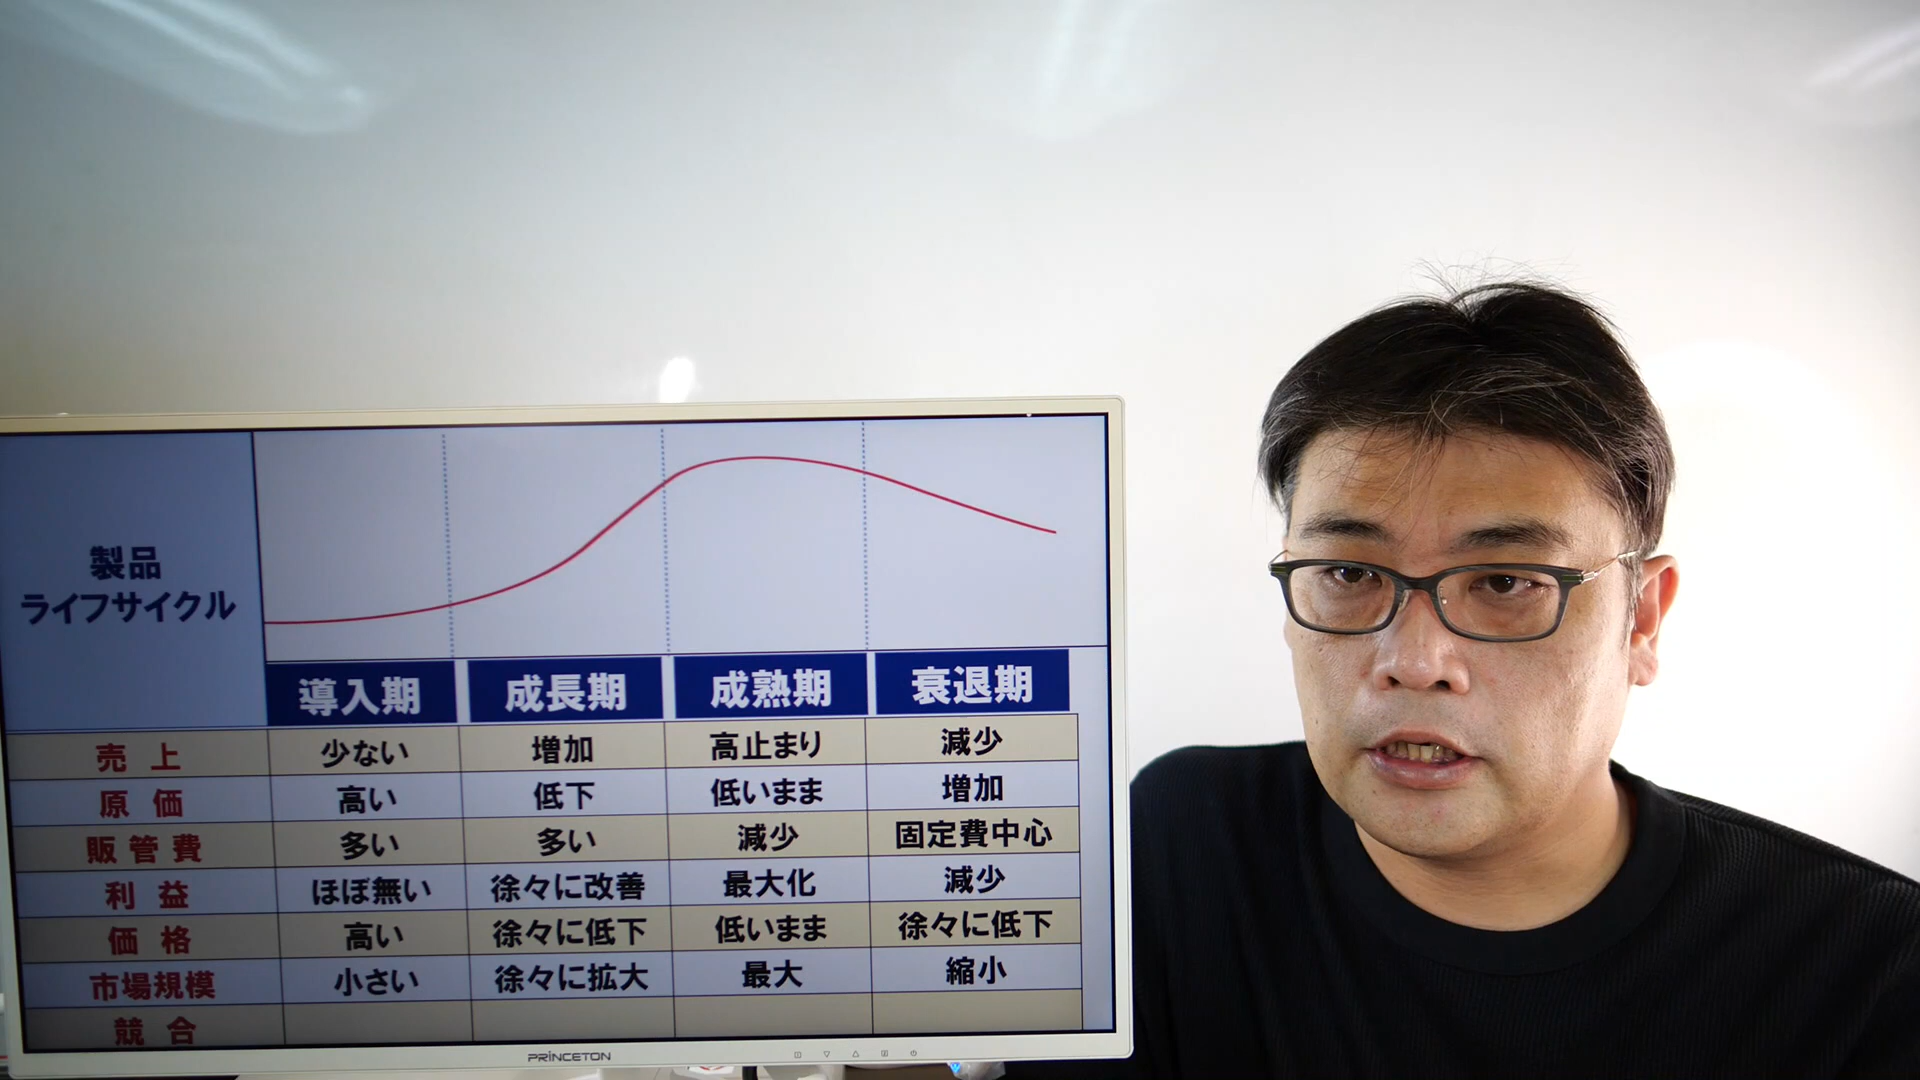 製品
ライフサイクル
導入期 成長期 成熟期 衰退期
売上 少ない 増加 高止まり 減少
原価 高い 低下 低いまま 増加
販管費 多い 多い 減少 固定費中心
利益 ほぼ無い 徐々に改善 最大化 減少
価格 高い 徐々に低下 低いまま 徐々に低下
市場規模 小さい 徐々に拡大 最大 縮小
競合
PRINCETON